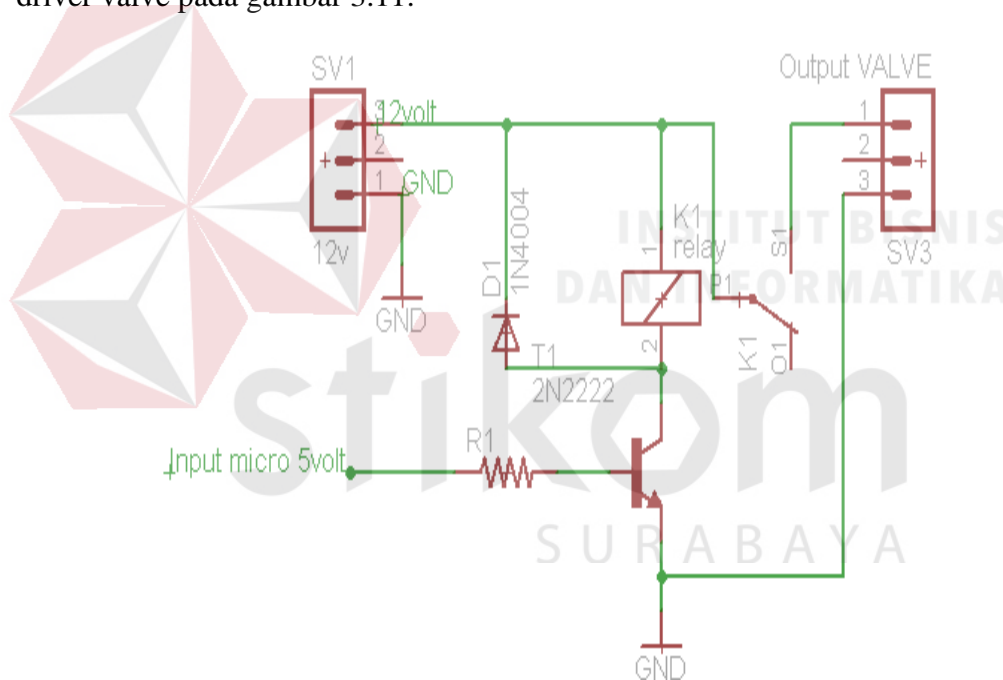 driver valve pada gambar 3.11.
SV1
Output VALVE
3
12volt
2
+
1
GND
12v
GND
1
2
+
3
SV3
D1
1N4004
K1
relay
1
2
P1
S1
K1
O1
T1
2N2222
R1
Input micro 5volt
GND
INSTITUT BISNIS
DAN INFORMATIKA
stikom
SURABAYA